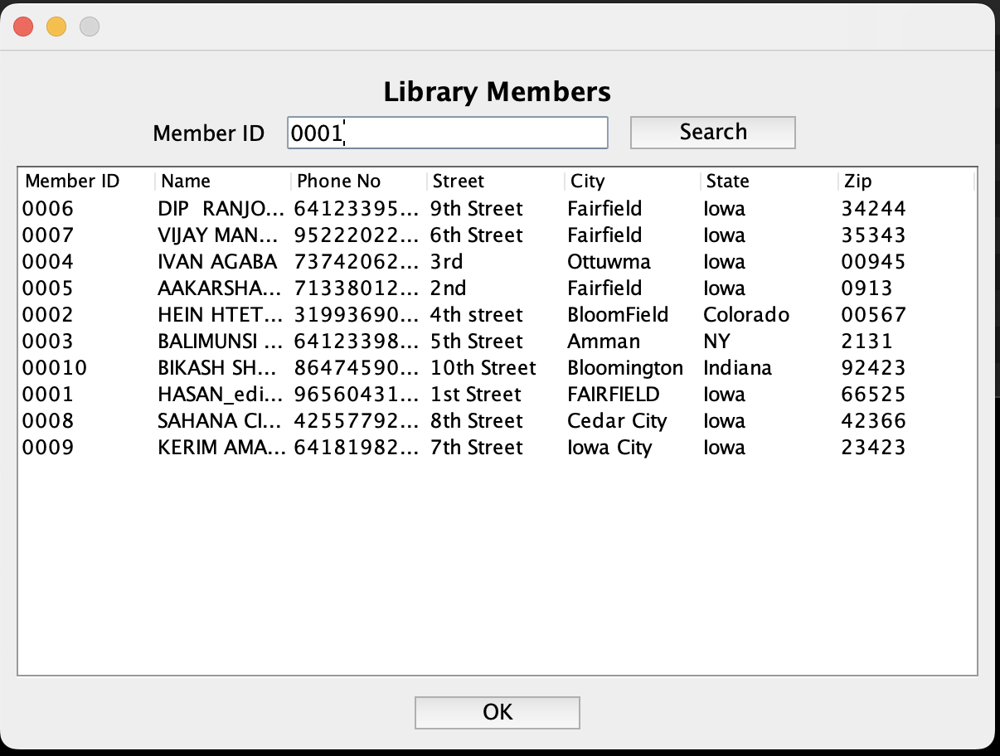 Library Members
Member ID 0001 Search
Member ID Name Phone No Street City State Zip
0006 DIP  RANJO... 64123395... 9th Street Fairfield Iowa 34244
0007 VIJAY MAN... 95222022... 6th Street Fairfield Iowa 35343
0004 IVAN AGABA 73742062... 3rd Ottuwma Iowa 00945
0005 AAKARSHA... 71338012... 2nd Fairfield Iowa 0913
0002 HEIN HTET... 31993690... 4th street BloomField Colorado 00567
0003 BALIMUNSI ... 64123398... 5th Street Amman NY 2131
00010 BIKASH SH... 86474590... 10th Street Bloomington Indiana 92423
0001 HASAN_edi... 96560431... 1st Street FAIRFIELD Iowa 66525
0008 SAHANA CI... 42557792... 8th Street Cedar City Iowa 42366
0009 KERIM AMA... 64181982... 7th Street Iowa City Iowa 23423
OK